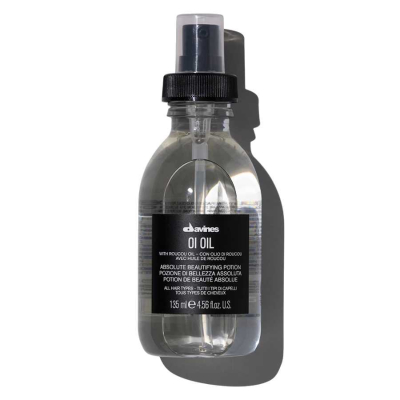 davines
OI OIL
WITH ROUCOU OIL – CON OLIO DI ROUCOU
AVEC HUILE DE ROUCOU
ABSOLUTE BEAUTIFYING POTION
POZIONE DI BELLEZZA ASSOLUTA
POTION DE BEAUTÉ ABSOLUE
ALL HAIR TYPES - TUTTI I TIPI DI CAPELLI
TOUS TYPES DE CHEVEUX
135 ml e 4,56 fl.oz. U.S.